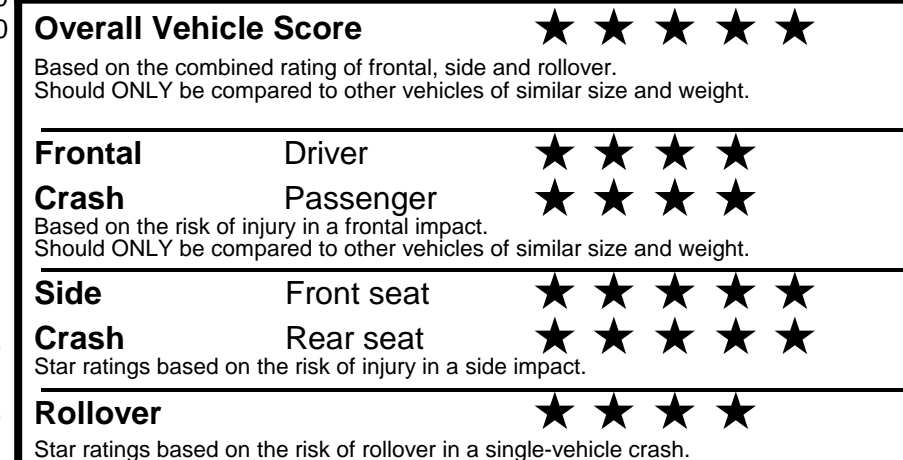 Overall Vehicle Score ★ ★ ★ ★ ★
Based on the combined rating of frontal, side and rollover.
Should ONLY be compared to other vehicles of similar size and weight.
Frontal Driver ★ ★ ★ ★
Crash Passenger ★ ★ ★ ★
Based on the risk of injury in a frontal impact.
Should ONLY be compared to other vehicles of similar size and weight.
Side Front seat ★ ★ ★ ★ ★
Crash Rear seat ★ ★ ★ ★ ★
Star ratings based on the risk of injury in a side impact.
Rollover ★ ★ ★ ★
Star ratings based on the risk of rollover in a single-vehicle crash.